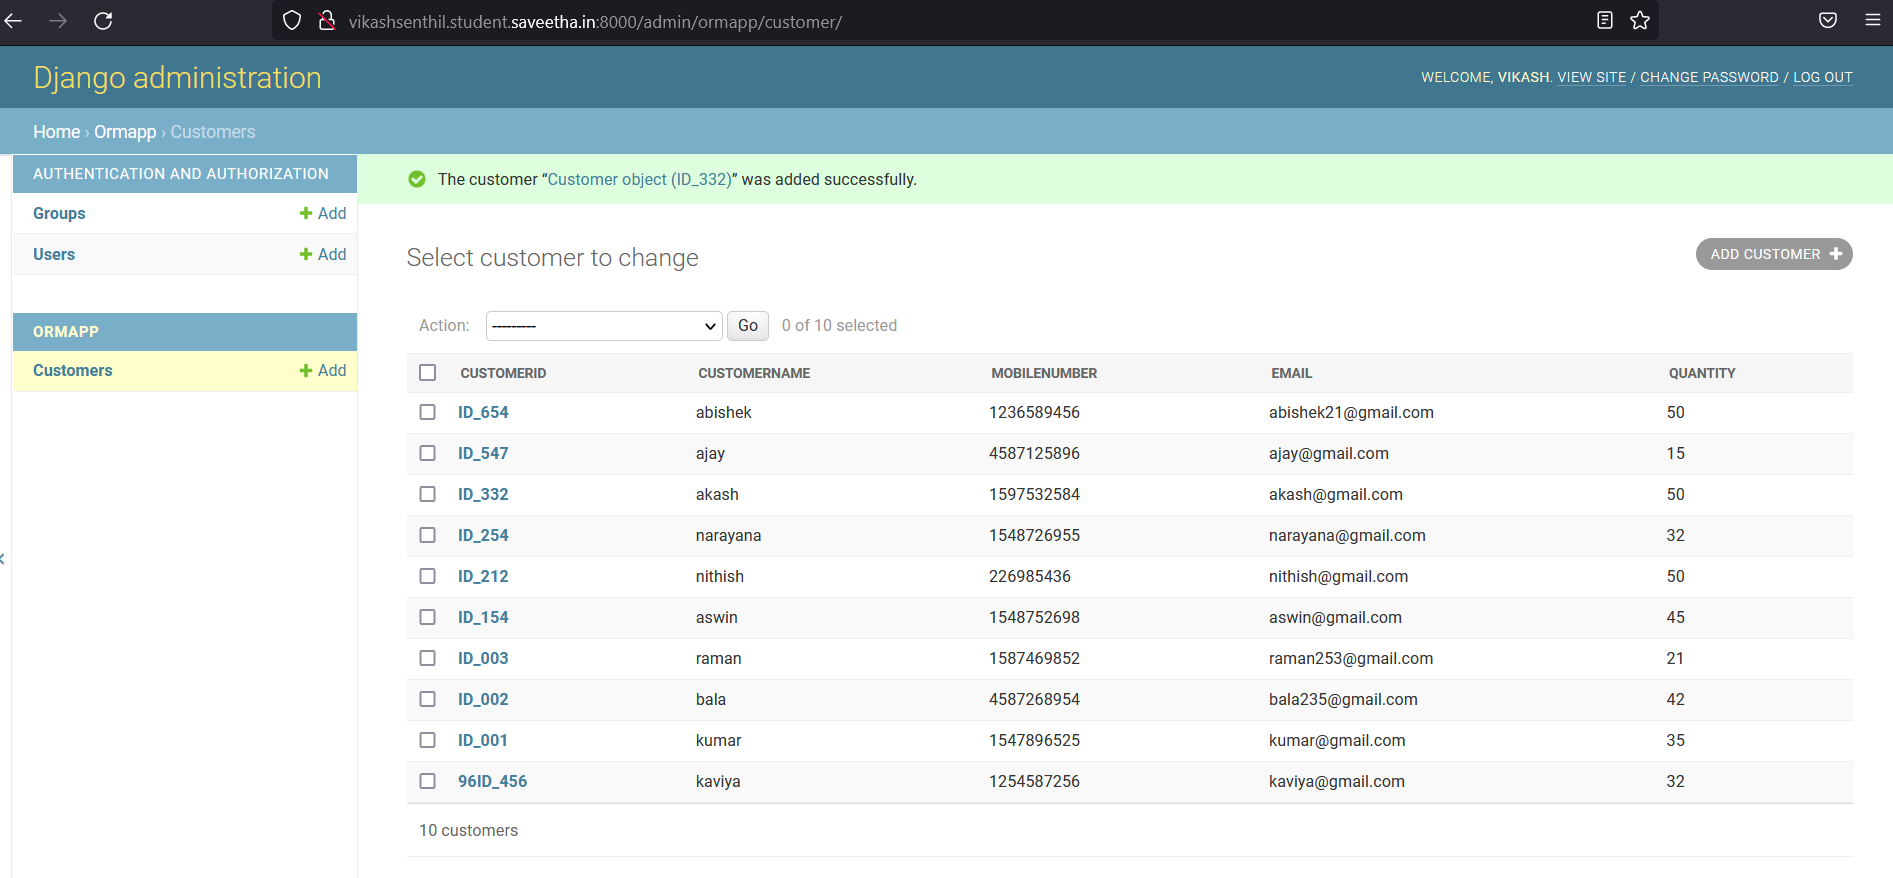 vikashsenthil.student.saveetha.in:8000/admin/ormapp/customer/
Django administration
WELCOME, VIKASH. VIEW SITE / CHANGE PASSWORD / LOG OUT
Home › Ormapp › Customers
AUTHENTICATION AND AUTHORIZATION
Groups + Add
Users + Add
ORMAPP
Customers + Add
The customer “Customer object (ID_332)” was added successfully.
Select customer to change
ADD CUSTOMER +
Action: --------- Go 0 of 10 selected
CUSTOMERID CUSTOMERNAME MOBILENUMBER EMAIL QUANTITY
ID_654 abishek 1236589456 abishek21@gmail.com 50
ID_547 ajay 4587125896 ajay@gmail.com 15
ID_332 akash 1597532584 akash@gmail.com 50
ID_254 narayana 1548726955 narayana@gmail.com 32
ID_212 nithish 226985436 nithish@gmail.com 50
ID_154 aswin 1548752698 aswin@gmail.com 45
ID_003 raman 1587469852 raman253@gmail.com 21
ID_002 bala 4587268954 bala235@gmail.com 42
ID_001 kumar 1547896525 kumar@gmail.com 35
96ID_456 kaviya 1254587256 kaviya@gmail.com 32
10 customers